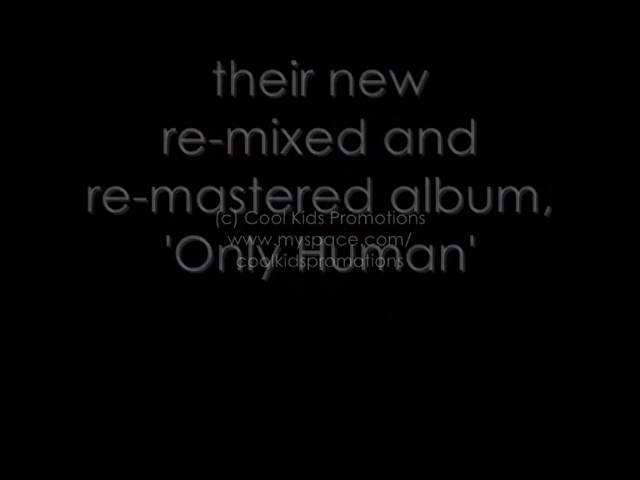 their new
re-mixed and
re-mastered album,
'Only Human'
(c) Cool Kids Promotions
www.myspace.com/
coolkidspromotions